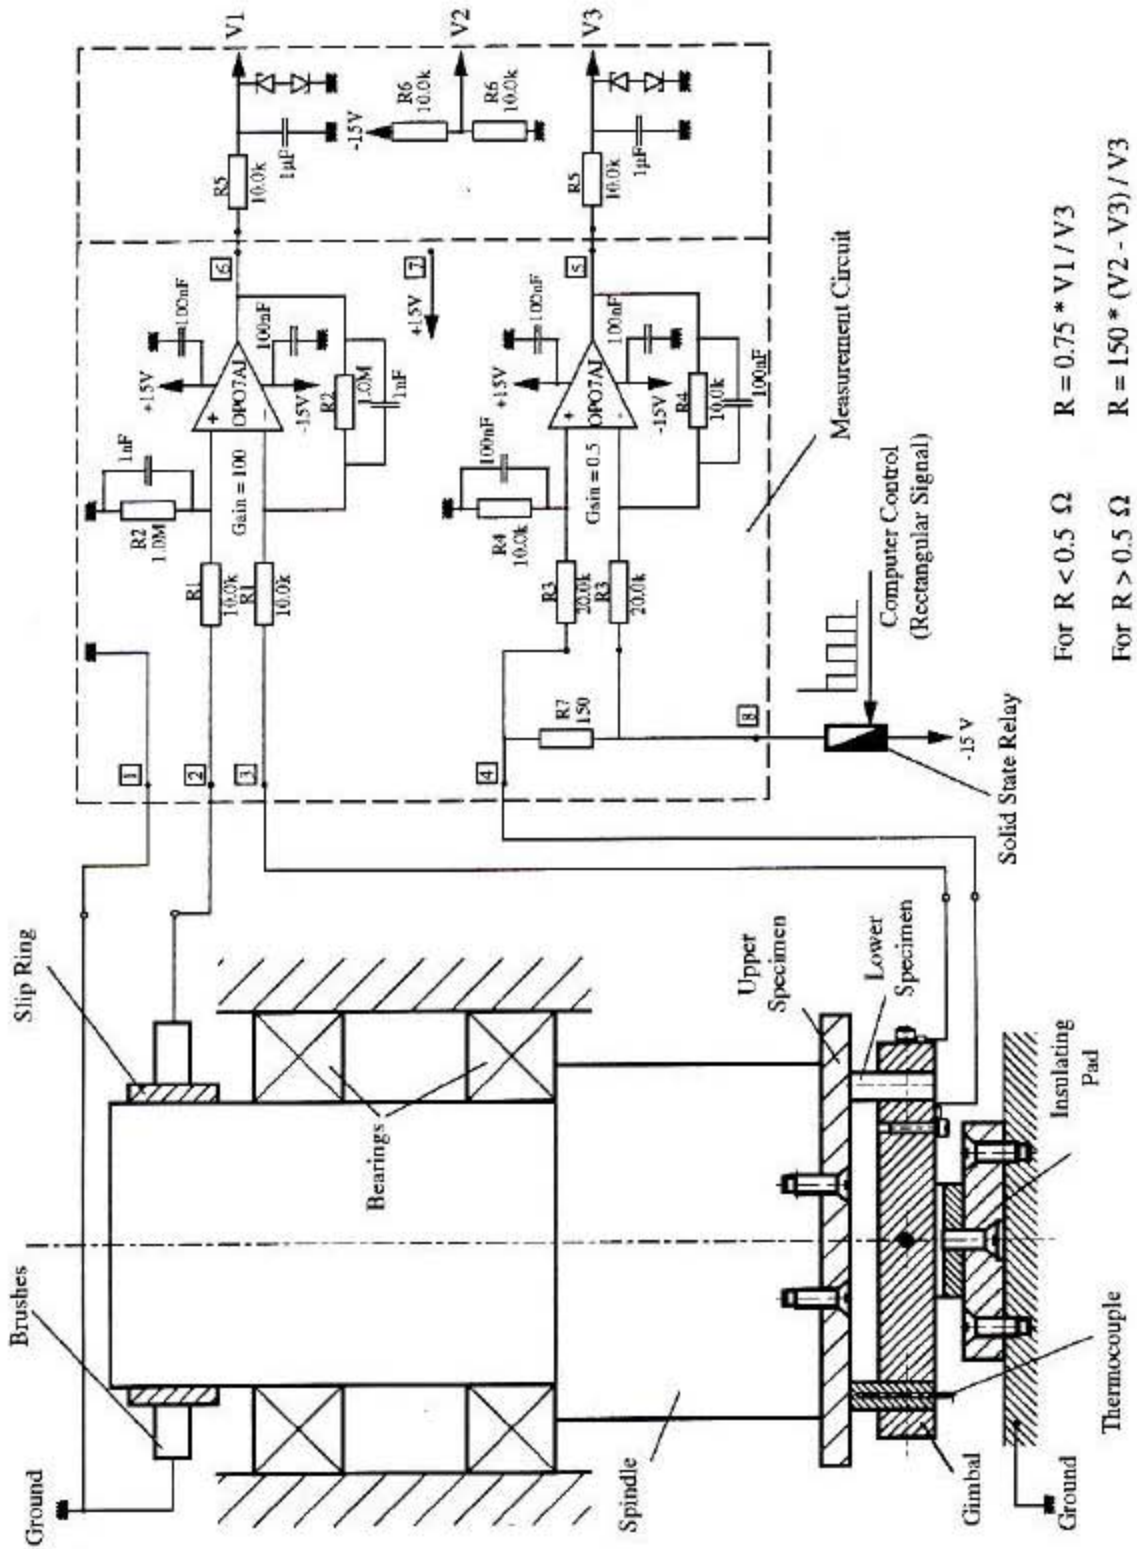 V1
V2
V3
R5
10.0k
1µF
-15V
R6
10.0k
R6
10.0k
R5
10.0k
1µF
6
7
+15V
5
+15V
100nF
OPO7AJ
+
100nF
-15V
R2
1.0M
1nF
1nF
R2
1.0M
Gain = 100
R1
10.0k
R1
10.0k
+15V
100nF
OPO7AJ
+
-
100nF
-15V
R4
10.0k
100nF
100nF
R4
10.0k
Gain = 0.5
R3
20.0k
R3
20.0k
R7
150
1
2
3
4
8
Measurement Circuit
Computer Control
(Rectangular Signal)
-15 V
Solid State Relay
For R < 0.5 Ω R = 0.75 * V1 / V3
For R > 0.5 Ω R = 150 * (V2 - V3) / V3
Slip Ring
Brushes
Ground
Bearings
Spindle
Upper
Specimen
Lower
Specimen
Insulating
Pad
Thermocouple
Gimbal
Ground